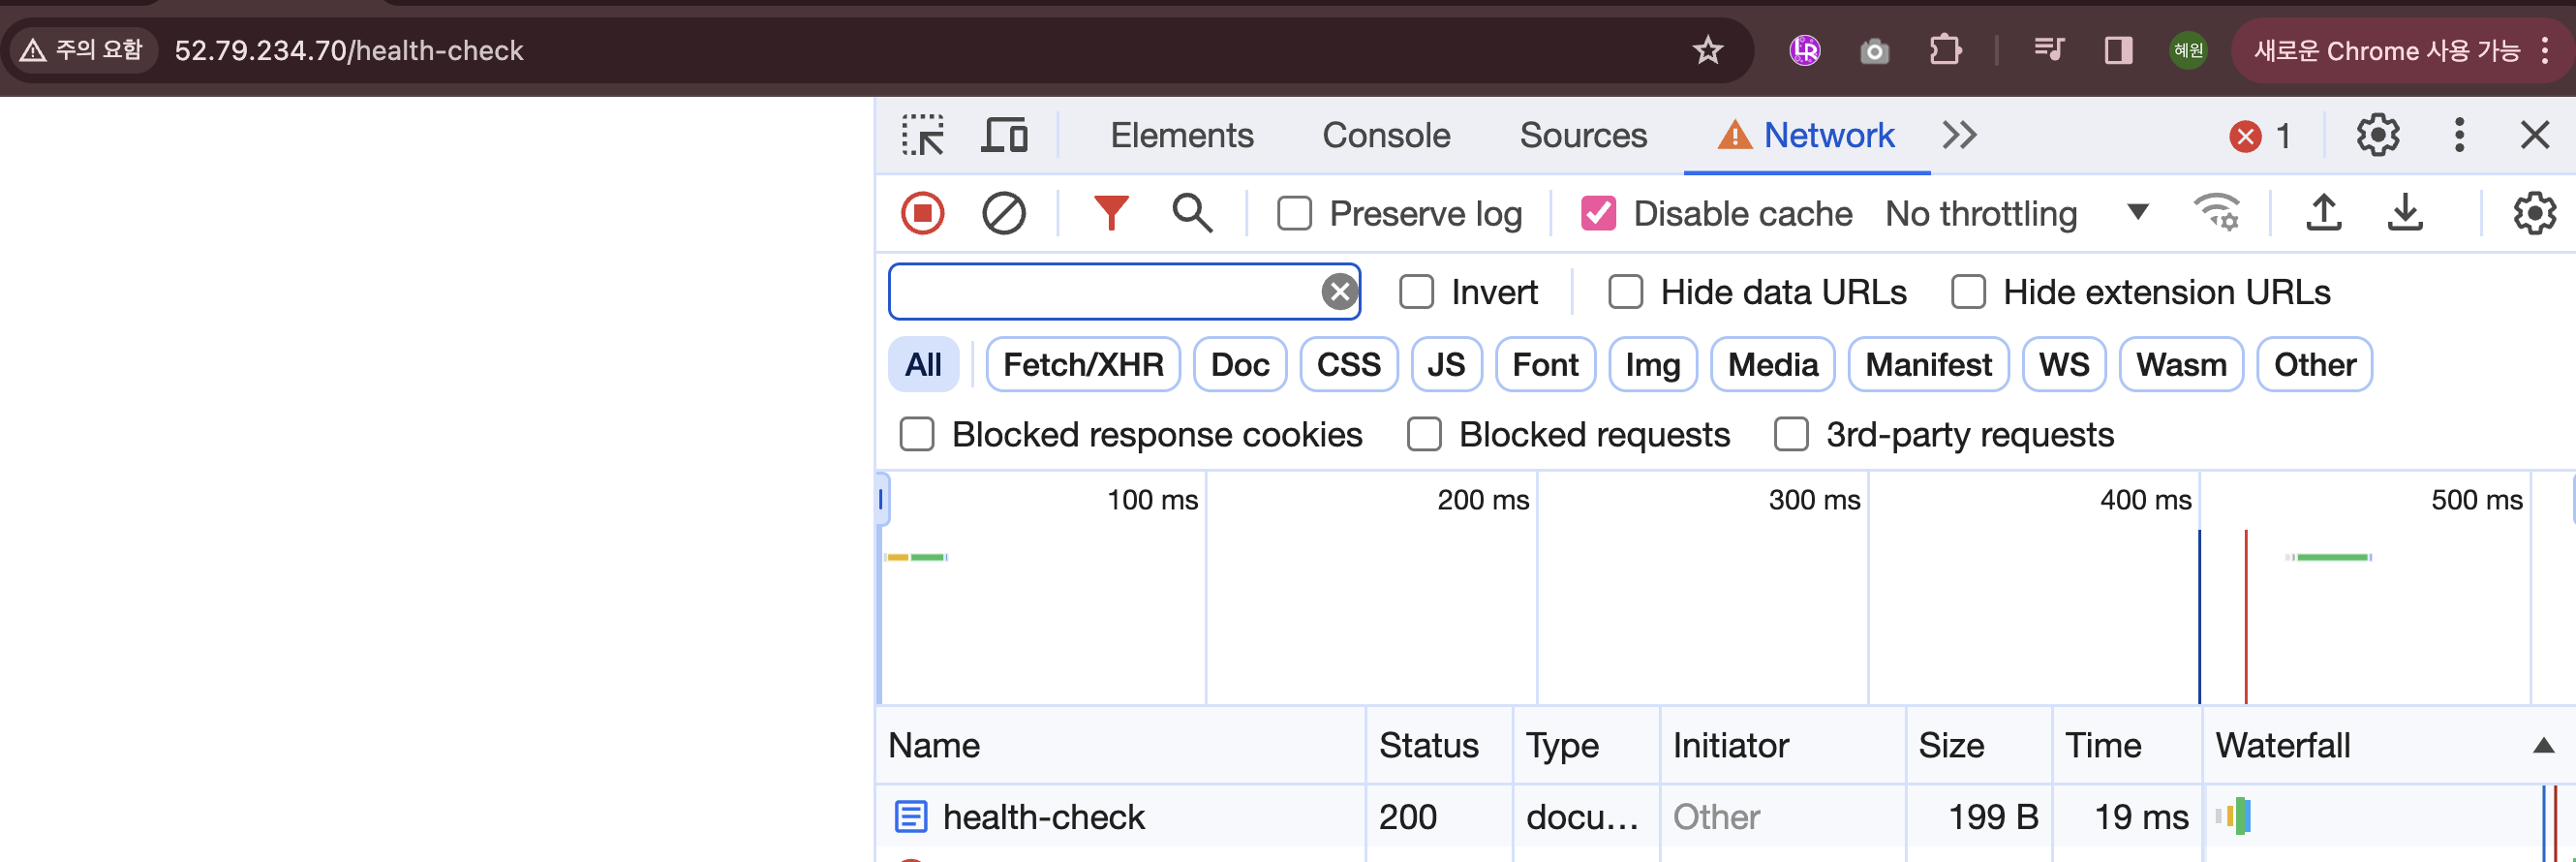 주의 요함 52.79.234.70/health-check 혜원 새로운 Chrome 사용 가능
Elements Console Sources Network 1
Preserve log Disable cache No throttling
Invert Hide data URLs Hide extension URLs
All Fetch/XHR Doc CSS JS Font Img Media Manifest WS Wasm Other
Blocked response cookies Blocked requests 3rd-party requests
100 ms 200 ms 300 ms 400 ms 500 ms
Name Status Type Initiator Size Time Waterfall
health-check 200 docu... Other 199 B 19 ms